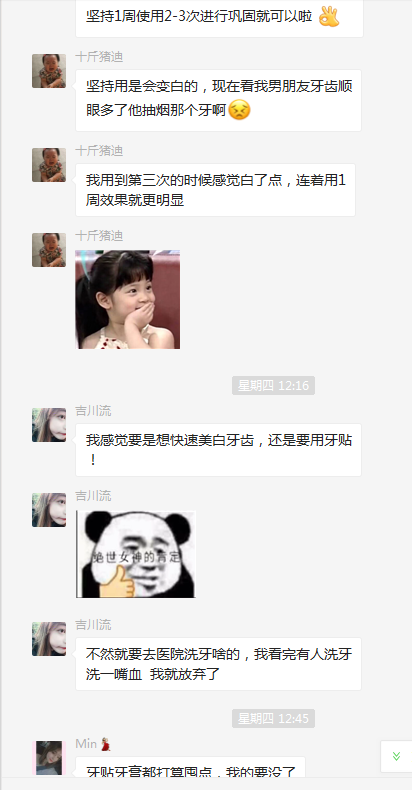 坚持1周使用2-3次进行巩固就可以啦
十斤猪迪
坚持用是会变白的，现在看我男朋友牙齿顺
眼多了他抽烟那个牙啊
十斤猪迪
我用到第三次的时候感觉白了点，连着用1
周效果就更明显
十斤猪迪
星期四 12:16
吉川流
我感觉要是想快速美白牙齿，还是要用牙贴
！
吉川流
绝世女神的肯定
吉川流
不然就要去医院洗牙啥的，我看完有人洗牙
洗一嘴血 我就放弃了
星期四 12:45
Min
牙贴牙膏都打算囤点，我的要没了